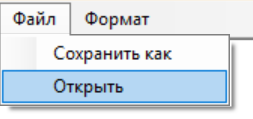 Файл Формат
Сохранить как
Открыть